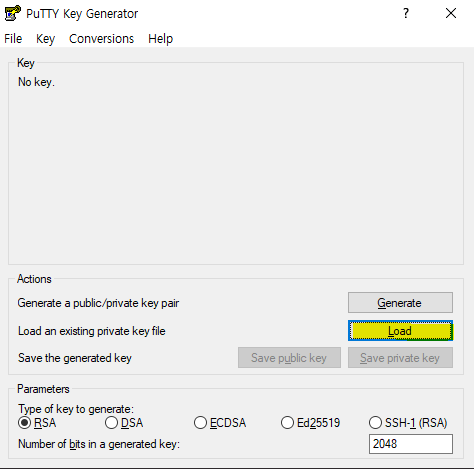 PuTTY Key Generator ?
File Key Conversions Help
Key
No key.
Actions
Generate a public/private key pair Generate
Load an existing private key file Load
Save the generated key Save public key Save private key
Parameters
Type of key to generate:
RSA DSA ECDSA Ed25519 SSH-1 (RSA)
Number of bits in a generated key: 2048